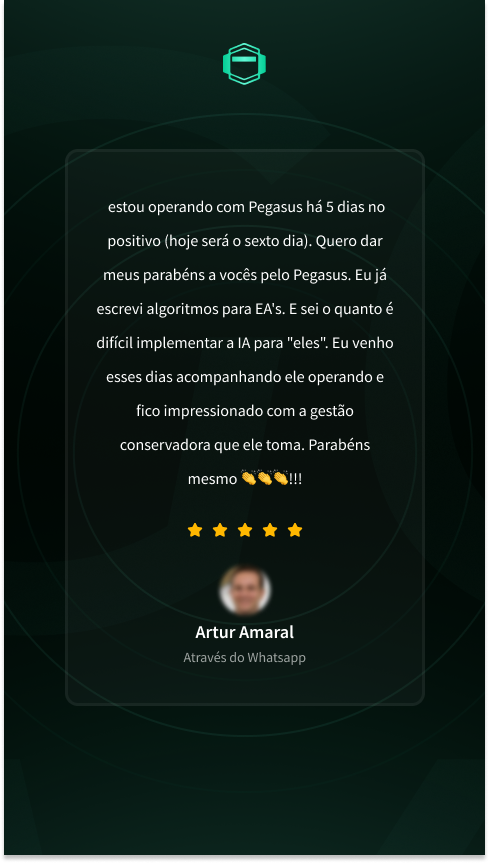 estou operando com Pegasus há 5 dias no
positivo (hoje será o sexto dia). Quero dar
meus parabéns a vocês pelo Pegasus. Eu já
escrevi algoritmos para EA's. E sei o quanto é
difícil implementar a IA para "eles". Eu venho
esses dias acompanhando ele operando e
fico impressionado com a gestão
conservadora que ele toma. Parabéns
mesmo 👏👏👏!!!
Artur Amaral
Através do Whatsapp